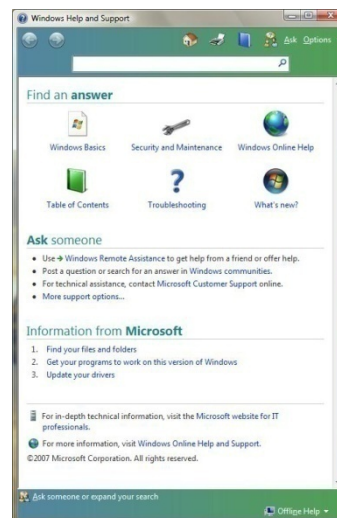 Windows Help and Support
Ask Options
Find an answer
Windows Basics Security and Maintenance Windows Online Help
Table of Contents Troubleshooting What's new?
Ask someone
• Use Windows Remote Assistance to get help from a friend or offer help.
• Post a question or search for an answer in Windows communities.
• For technical assistance, contact Microsoft Customer Support online.
• More support options...
Information from Microsoft
1. Find your files and folders
2. Get your programs to work on this version of Windows
3. Update your drivers
For in-depth technical information, visit the Microsoft website for IT
professionals.
For more information, visit Windows Online Help and Support.
©2007 Microsoft Corporation. All rights reserved.
Ask someone or expand your search
Offline Help